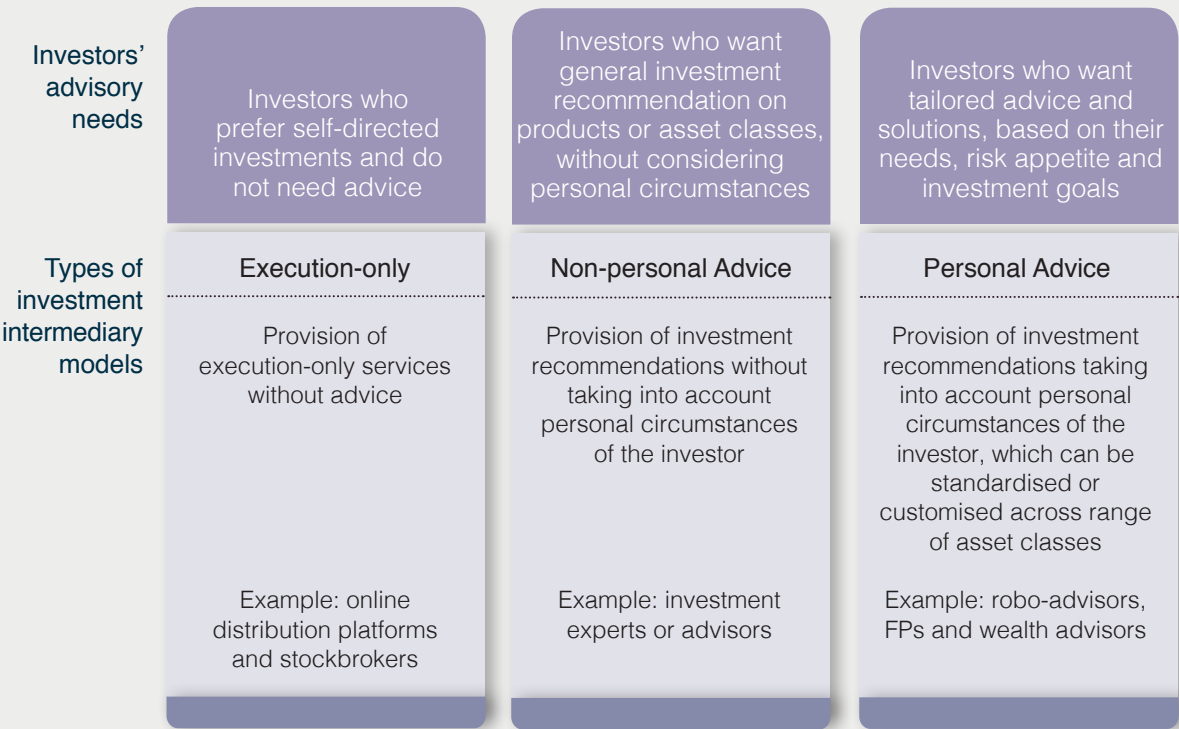 Investors'
advisory
needs
Investors who
prefer self-directed
investments and do
not need advice
Investors who want
general investment
recommendation on
products or asset classes,
without considering
personal circumstances
Investors who want
tailored advice and
solutions, based on their
needs, risk appetite and
investment goals
Types of
investment
intermediary
models
Execution-only
Provision of
execution-only services
without advice
Example: online
distribution platforms
and stockbrokers
Non-personal Advice
Provision of investment
recommendations without
taking into account
personal circumstances
of the investor
Example: investment
experts or advisors
Personal Advice
Provision of investment
recommendations taking
into account personal
circumstances of the
investor, which can be
standardised or
customised across range
of asset classes
Example: robo-advisors,
FPs and wealth advisors